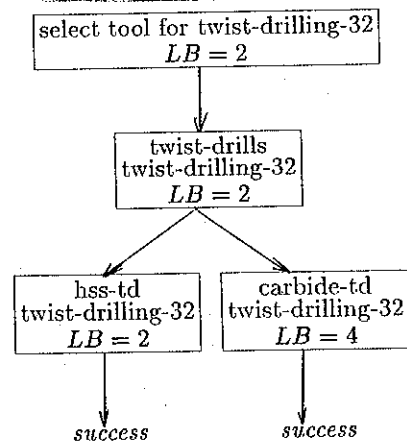 select tool for twist-drilling-32
LB = 2
twist-drills
twist-drilling-32
LB = 2
hss-td
twist-drilling-32
LB = 2
carbide-td
twist-drilling-32
LB = 4
success
success